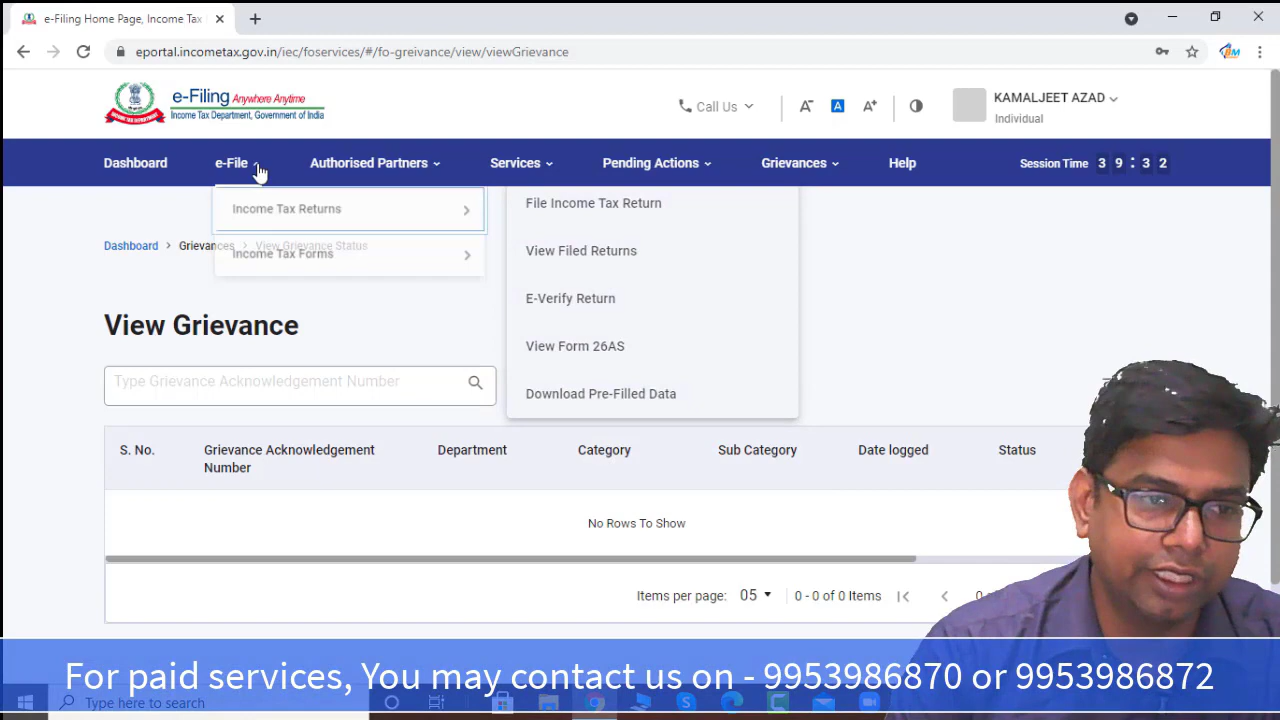 e-Filing Home Page, Income Tax
eportal.incometax.gov.in/iec/foservices/#/fo-greivance/view/viewGrievance
e-Filing Anywhere Anytime
Income Tax Department, Government of India
Call Us
A-
A
A+
KAMALJEET AZAD
Individual
Dashboard
e-File
Authorised Partners
Services
Pending Actions
Grievances
Help
Session Time 3 9 : 3 2
Income Tax Returns
Income Tax Forms
File Income Tax Return
View Filed Returns
E-Verify Return
View Form 26AS
Download Pre-Filled Data
Dashboard > Grievances > View Grievance Status
View Grievance
Type Grievance Acknowledgement Number
S. No.
Grievance Acknowledgement
Number
Department
Category
Sub Category
Date logged
Status
No Rows To Show
Items per page: 05
0 - 0 of 0 Items
For paid services, You may contact us on - 9953986870 or 9953986872
Type here to search